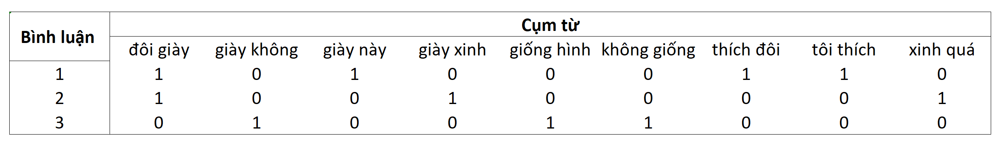 Bình luận Cụm từ
đôi giày giày không giày này giày xinh giống hình không giống thích đôi tôi thích xinh quá
1 1 0 1 0 0 0 1 1 0
2 1 0 0 1 0 0 0 0 1
3 0 1 0 0 1 1 0 0 0